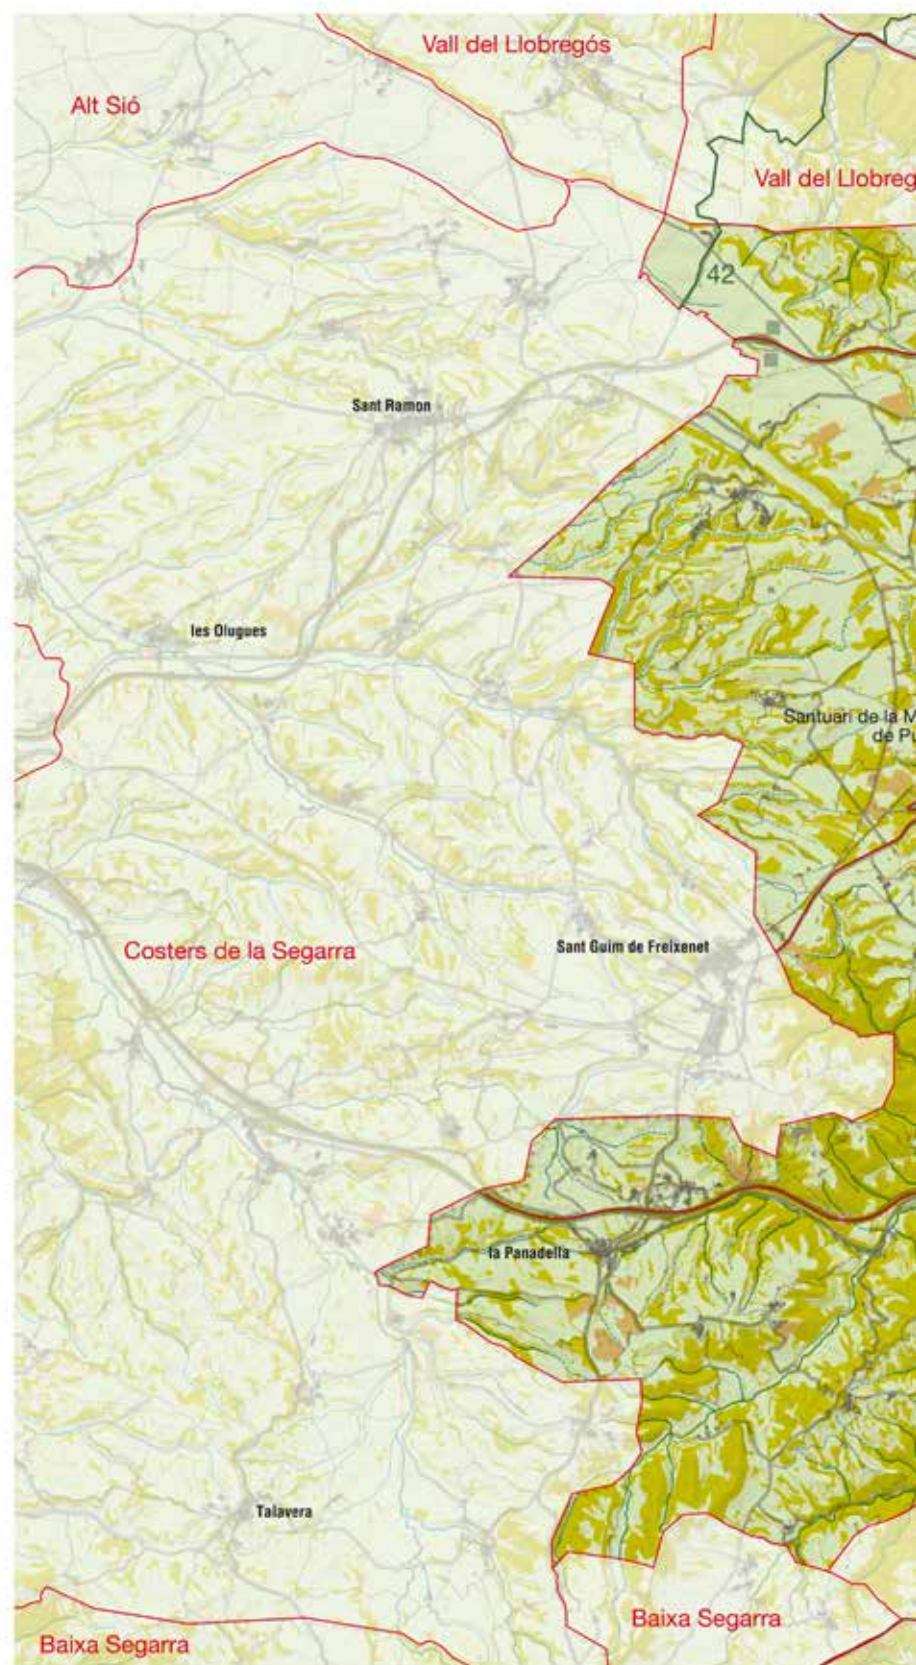 Vall del Llobregós
Alt Sió
Vall del Llobreg
42
Sant Ramon
les Olugues
Santuari de la M
de Pu
Costers de la Segarra
Sant Guim de Freixenet
la Panadella
Talavera
Baixa Segarra
Baixa Segarra